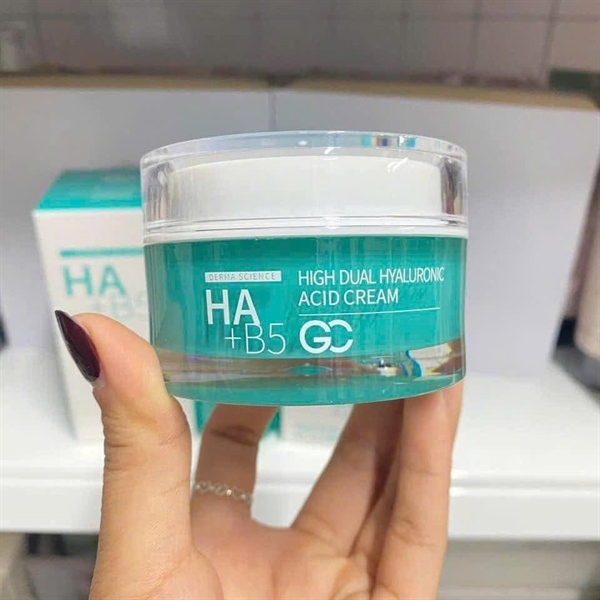 DERMA SCIENCE
HA
+B5
HIGH DUAL HYALURONIC
ACID CREAM
GC
HA
+B5